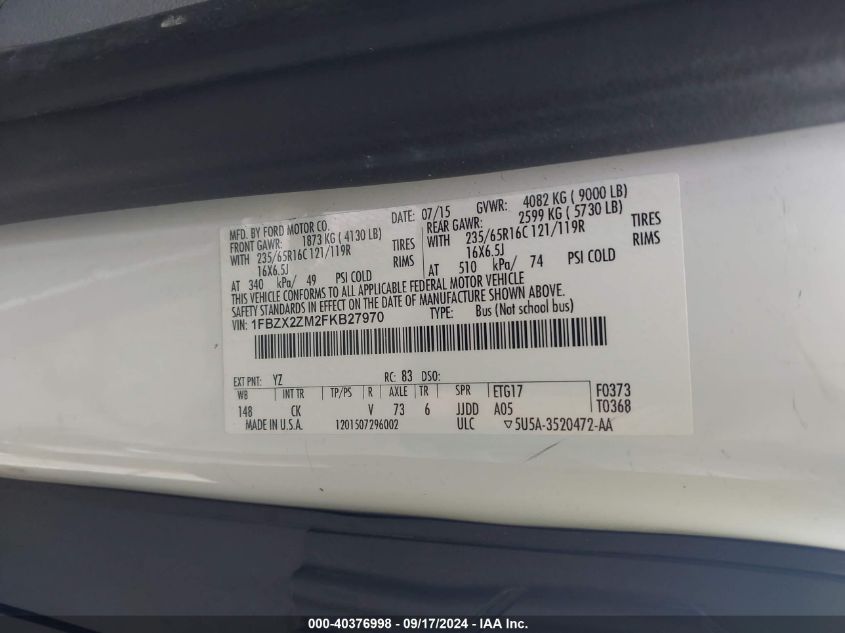 MFD. BY FORD MOTOR CO.
DATE: 07/15 GVWR: 4082 KG ( 9000 LB)
FRONT GAWR: 1873 KG ( 4130 LB)
REAR GAWR: 2599 KG ( 5730 LB)
WITH 235/65R16C 121/119R TIRES
WITH 235/65R16C 121/119R TIRES
16X6.5J RIMS
16X6.5J RIMS
AT 340 kPa/ 49 PSI COLD
AT 510 kPa/ 74 PSI COLD
THIS VEHICLE CONFORMS TO ALL APPLICABLE FEDERAL MOTOR VEHICLE
SAFETY STANDARDS IN EFFECT ON THE DATE OF MANUFACTURE SHOWN ABOVE.
VIN: 1FBZX2ZM2FKB27970 TYPE: Bus (Not school bus)
EXT PNT: YZ RC: 83 DSO:
WB INT TR TP/PS R AXLE TR SPR ETG17 F0373
148 CK V 73 6 JJDD A05 T0368
MADE IN U.S.A. 1201507296002 ULC ▽5U5A-3520472-AA
000-40376998 - 09/17/2024 - IAA Inc.